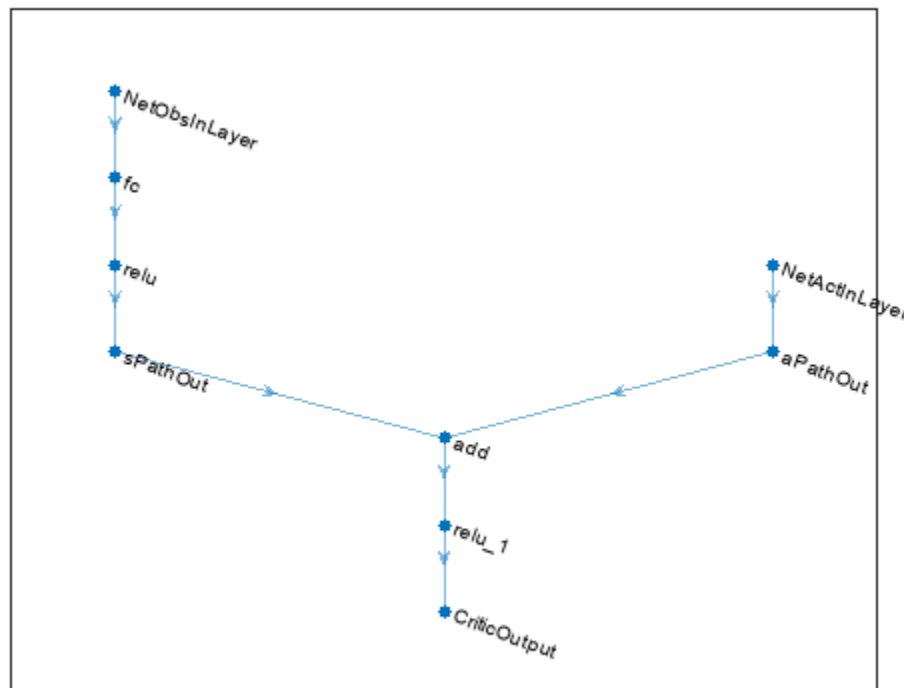 NetObsInLayer
fc
relu
NetActInLayer
sPathOut
aPathOut
add
relu_1
CriticOutput